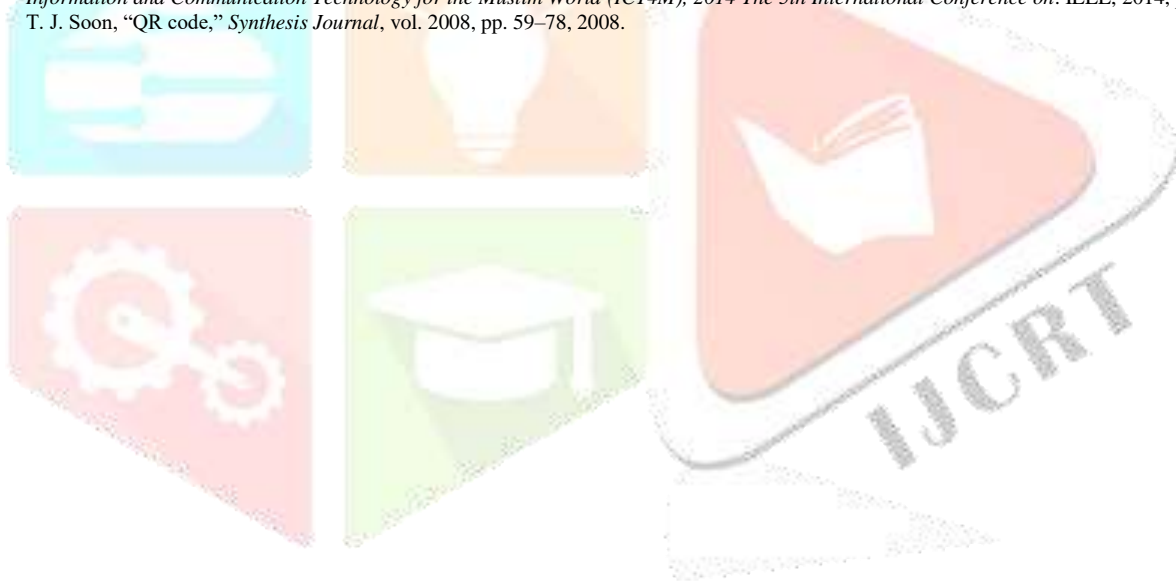 Information and Communication Technology for the Muslim World (ICT4M), 2014 The 5th International Conference on. IEEE, 2014,
T. J. Soon, “QR code,” Synthesis Journal, vol. 2008, pp. 59–78, 2008.
IJCRT